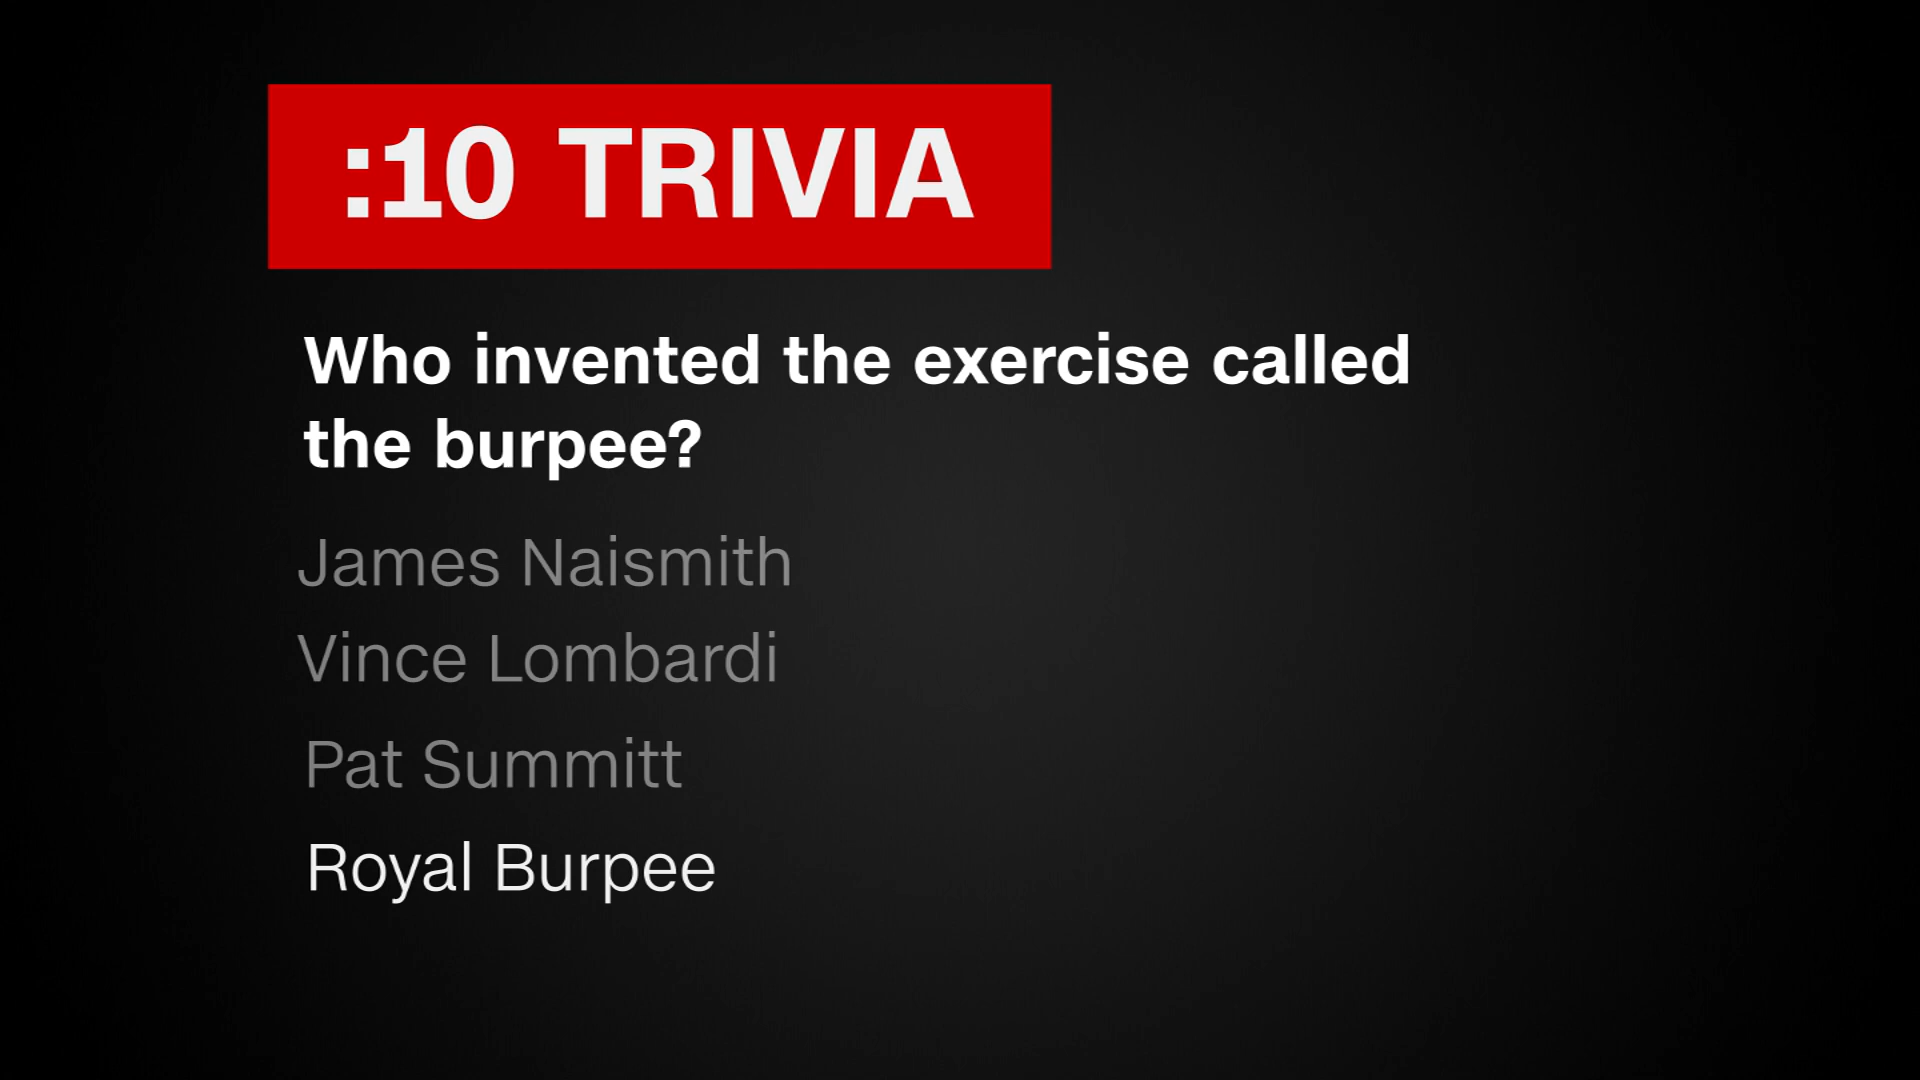 :10 TRIVIA
Who invented the exercise called
the burpee?
James Naismith
Vince Lombardi
Pat Summitt
Royal Burpee